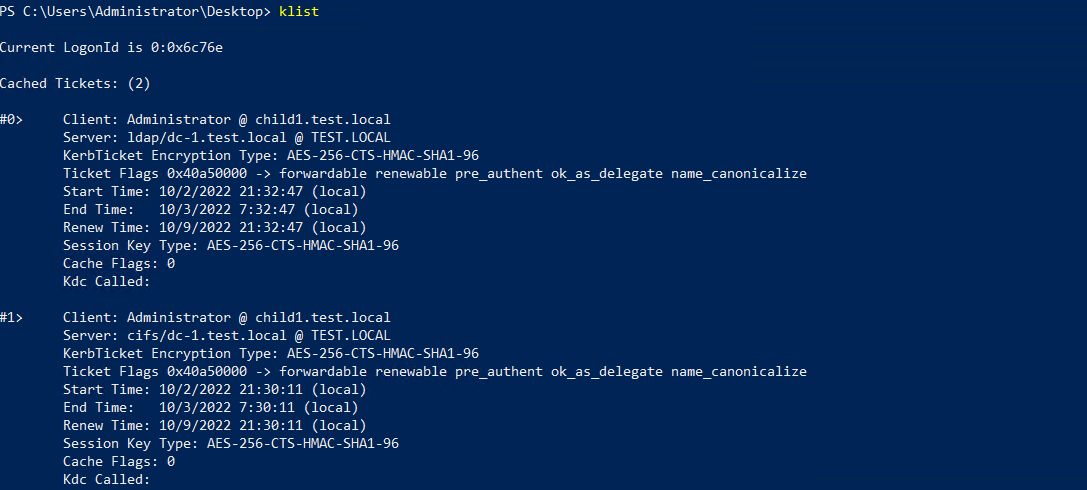 PS C:\Users\Administrator\Desktop> klist
Current LogonId is 0:0x6c76e
Cached Tickets: (2)
#0> Client: Administrator @ child1.test.local
Server: ldap/dc-1.test.local @ TEST.LOCAL
KerbTicket Encryption Type: AES-256-CTS-HMAC-SHA1-96
Ticket Flags 0x40a50000 -> forwardable renewable pre_authent ok_as_delegate name_canonicalize
Start Time: 10/2/2022 21:32:47 (local)
End Time: 10/3/2022 7:32:47 (local)
Renew Time: 10/9/2022 21:32:47 (local)
Session Key Type: AES-256-CTS-HMAC-SHA1-96
Cache Flags: 0
Kdc Called:
#1> Client: Administrator @ child1.test.local
Server: cifs/dc-1.test.local @ TEST.LOCAL
KerbTicket Encryption Type: AES-256-CTS-HMAC-SHA1-96
Ticket Flags 0x40a50000 -> forwardable renewable pre_authent ok_as_delegate name_canonicalize
Start Time: 10/2/2022 21:30:11 (local)
End Time: 10/3/2022 7:30:11 (local)
Renew Time: 10/9/2022 21:30:11 (local)
Session Key Type: AES-256-CTS-HMAC-SHA1-96
Cache Flags: 0
Kdc Called: